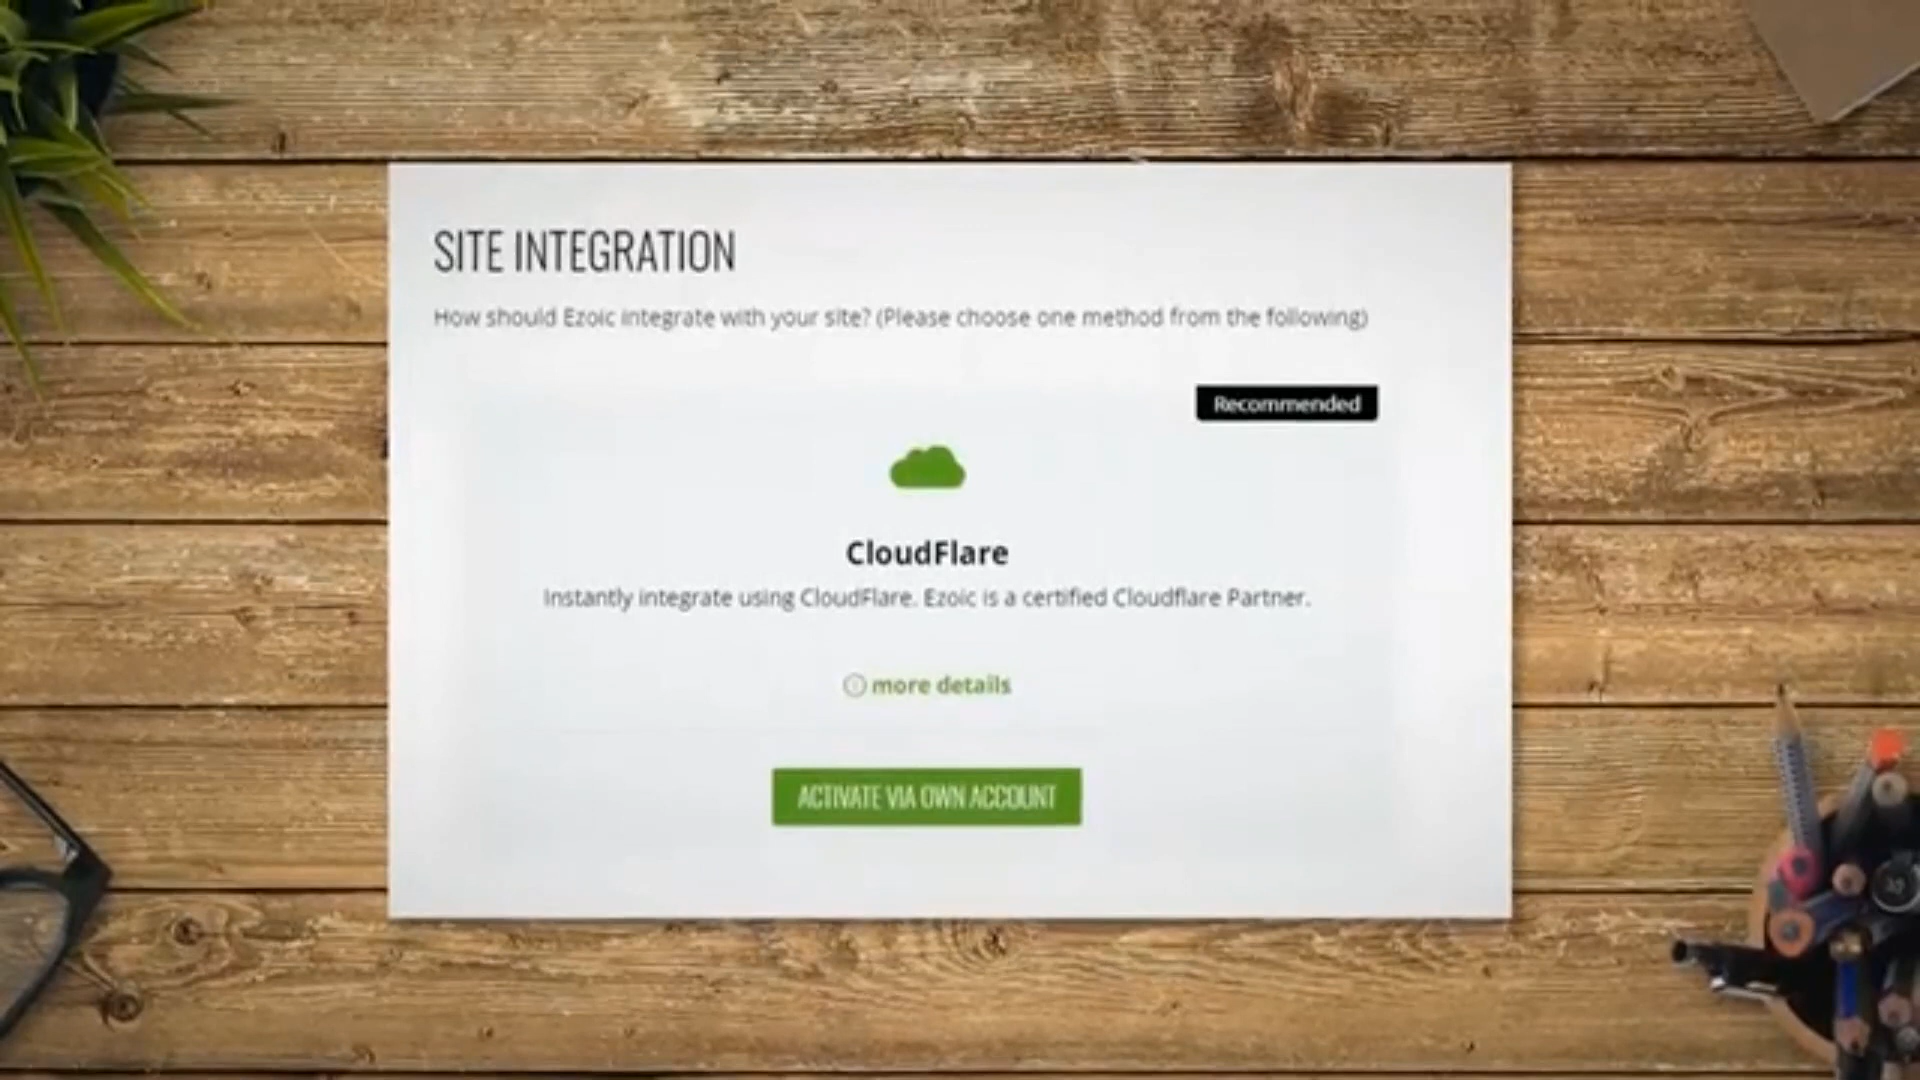 SITE INTEGRATION
How should Ezoic integrate with your site? (Please choose one method from the following)
Recommended
CloudFlare
Instantly integrate using CloudFlare. Ezoic is a certified Cloudflare Partner.
more details
ACTIVATE VIA OWN ACCOUNT